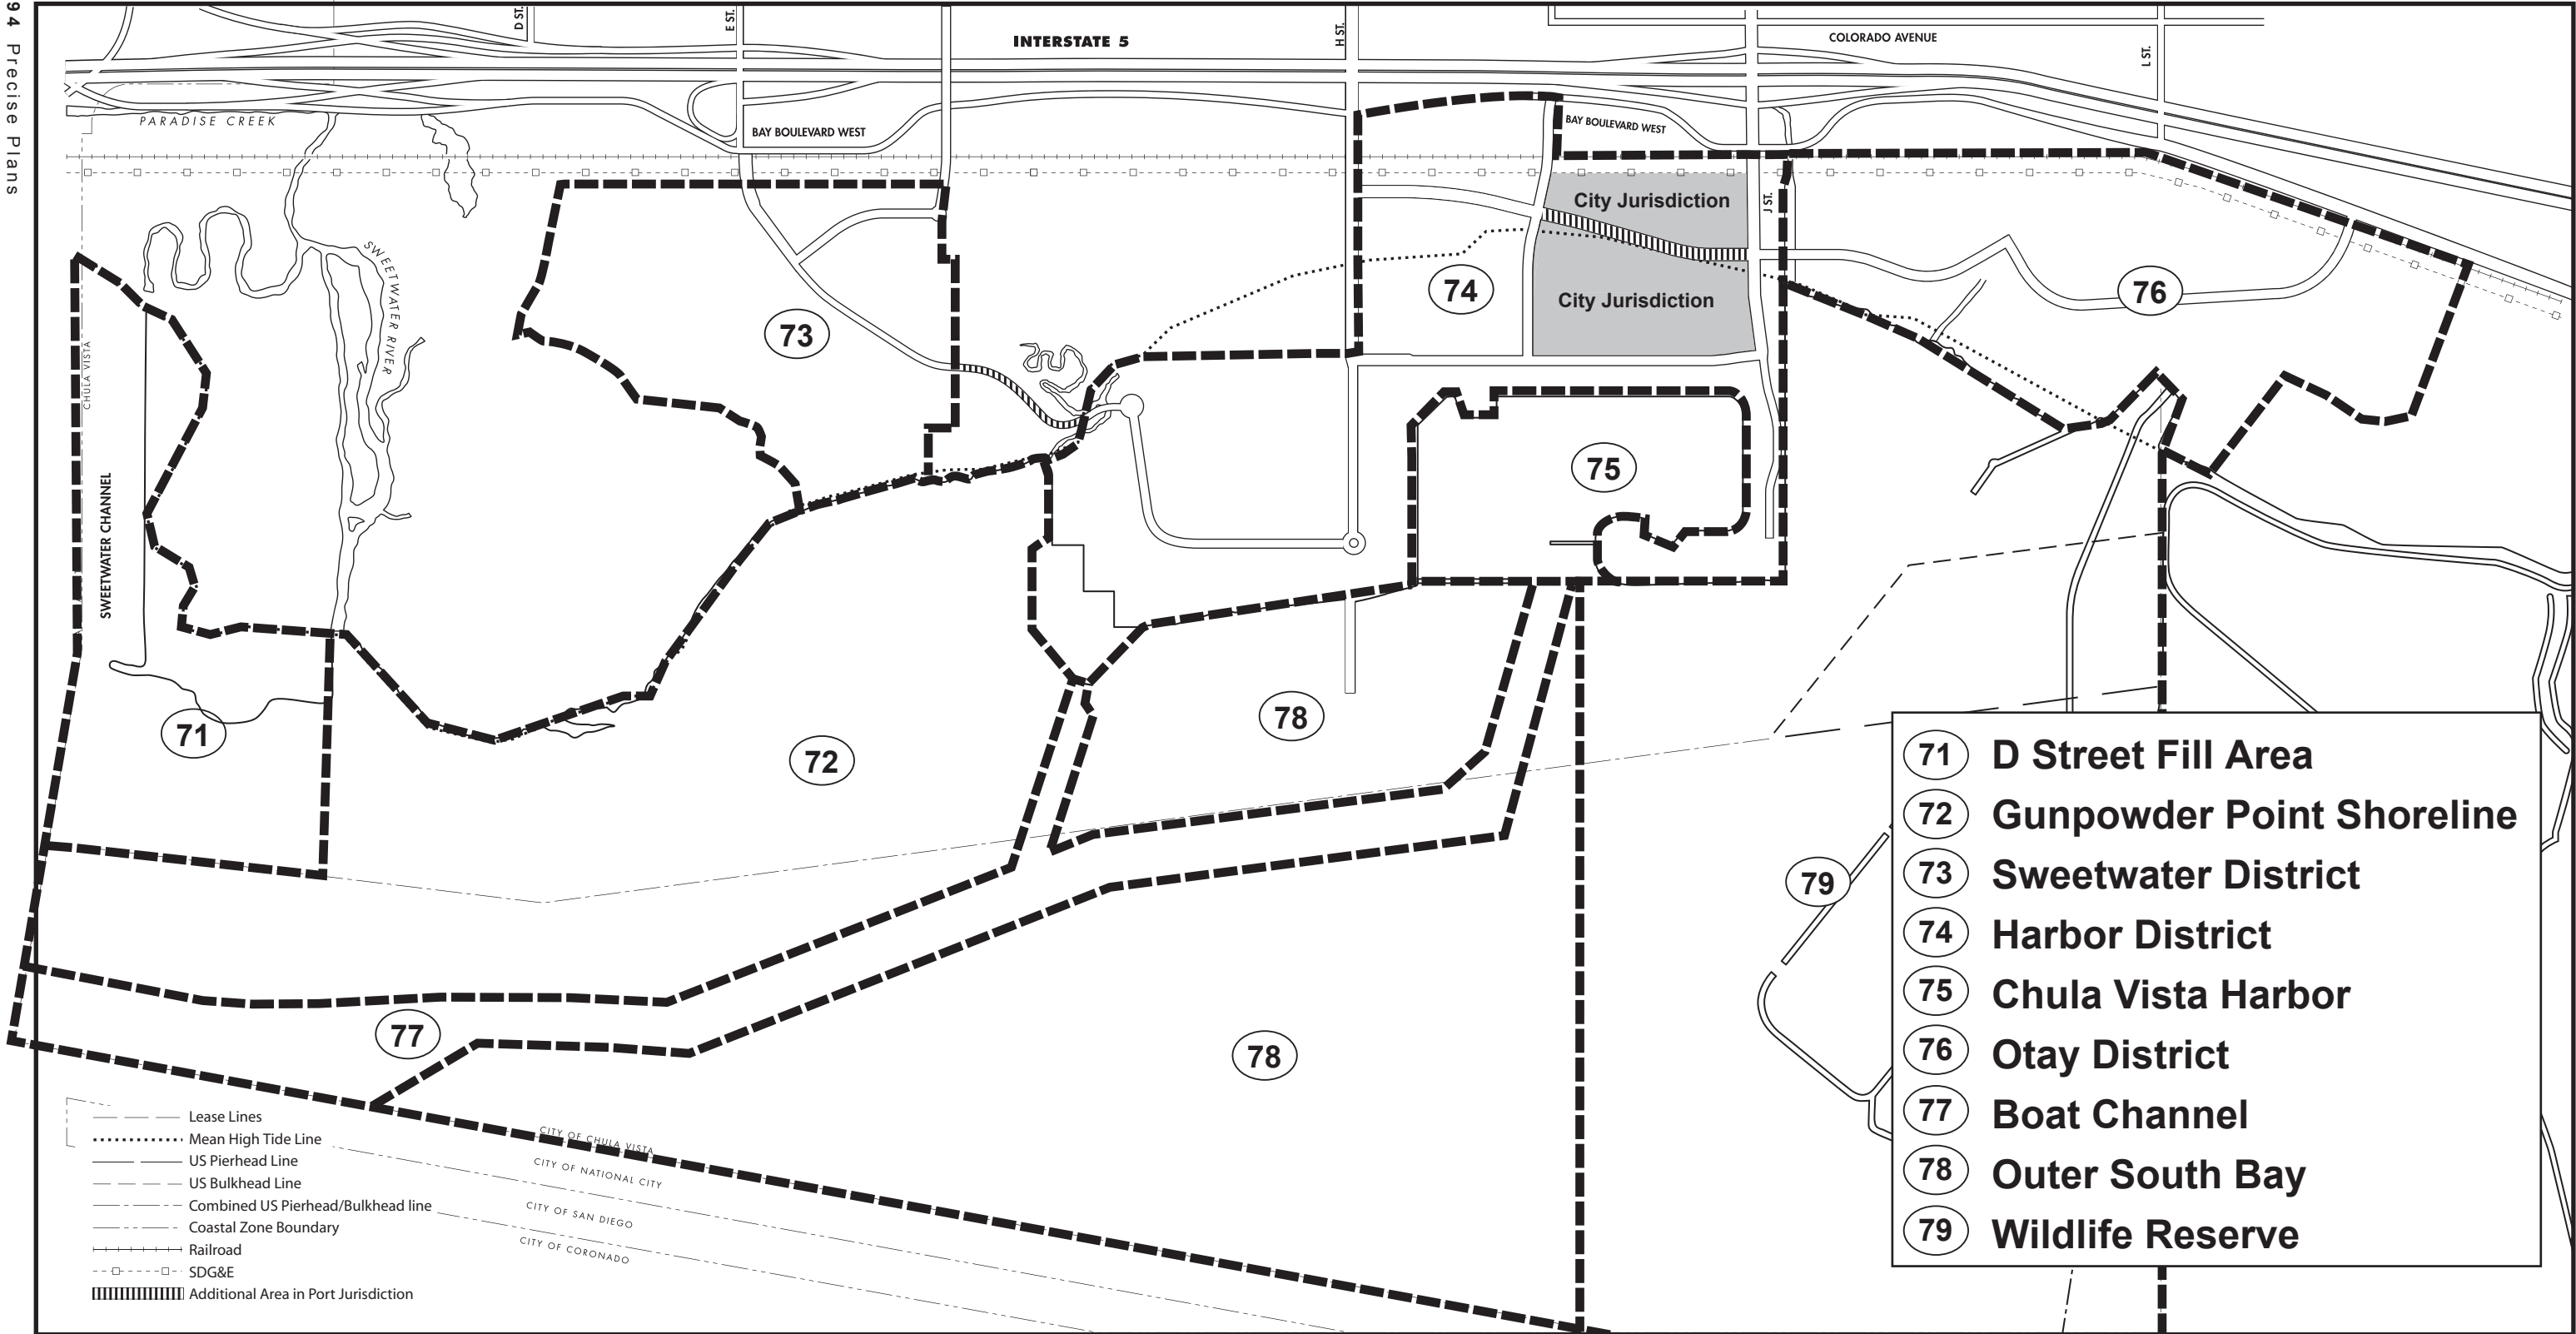 94 Precise Plans
D ST.
E ST.
INTERSTATE 5
H ST.
COLORADO AVENUE
L ST.
PARADISE CREEK
BAY BOULEVARD WEST
BAY BOULEVARD WEST
City Jurisdiction
J ST.
SWEETWATER RIVER
74
City Jurisdiction
76
73
CHULA VISTA
75
SWEETWATER CHANNEL
71
72
78
79
77
78
71 D Street Fill Area
72 Gunpowder Point Shoreline
73 Sweetwater District
74 Harbor District
75 Chula Vista Harbor
76 Otay District
77 Boat Channel
78 Outer South Bay
79 Wildlife Reserve
Lease Lines
Mean High Tide Line
US Pierhead Line
US Bulkhead Line
Combined US Pierhead/Bulkhead line
Coastal Zone Boundary
Railroad
SDG&E
Additional Area in Port Jurisdiction
CITY OF CHULA VISTA
CITY OF NATIONAL CITY
CITY OF SAN DIEGO
CITY OF CORONADO